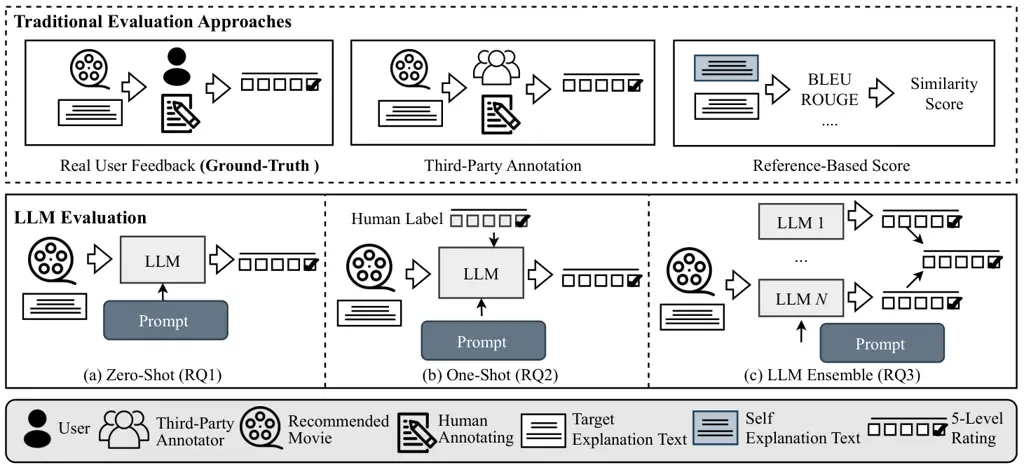 Traditional Evaluation Approaches
BLEU
ROUGE
....
Similarity
Score
Real User Feedback (Ground-Truth )
Third-Party Annotation
Reference-Based Score
LLM Evaluation
LLM
Prompt
(a) Zero-Shot (RQ1)
Human Label
LLM
Prompt
(b) One-Shot (RQ2)
LLM 1
...
LLM N
Prompt
(c) LLM Ensemble (RQ3)
User
Third-Party
Annotator
Recommended
Movie
Human
Annotating
Target
Explanation Text
Self
Explanation Text
5-Level
Rating